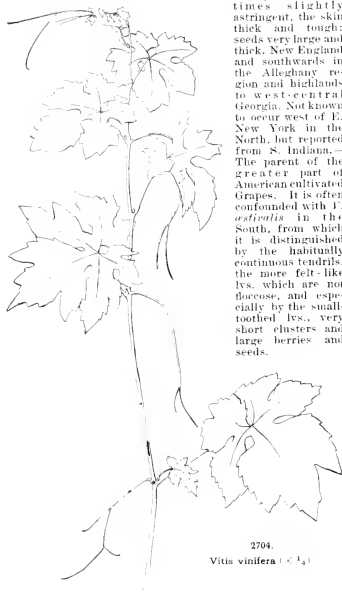 times slightly
astringent, the skin
thick and tough:
seeds very large and
thick. New England
and southwards in
the Alleghany re-
gion and highlands
to west-central
Georgia. Not known
to occur west of E.
New York in the
North, but reported
from S. Indiana.—
The parent of the
greater part of
American cultivated
Grapes. It is often
confounded with V.
æstivalis in the
South, from which
it is distinguished
by the habitually
continuous tendrils,
the more felt-like
lvs. which are not
floccose, and espe-
cially by the small-
toothed lvs., very
short clusters and
large berries and
seeds.
2704.
Vitis vinifera (× ¼)